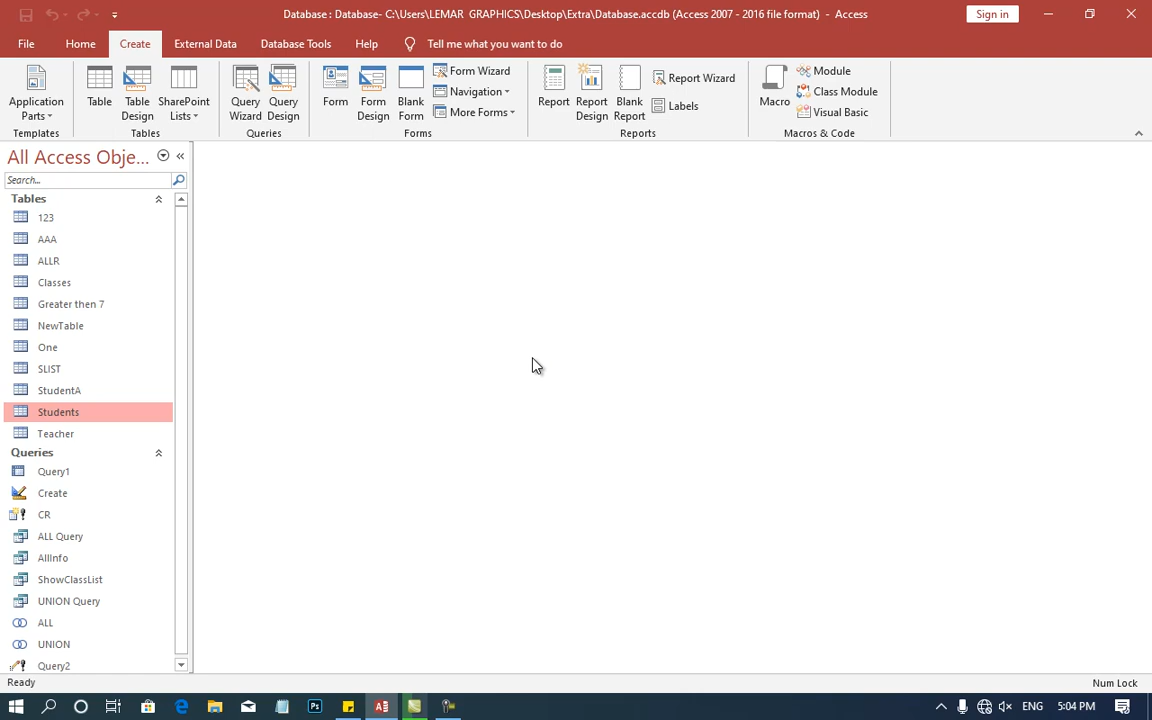 Database : Database- C:\Users\LEMAR GRAPHICS\Desktop\Extra\Database.accdb (Access 2007 - 2016 file format) - Access
Sign in
File Home Create External Data Database Tools Help Tell me what you want to do
Application Parts
Templates
Table
Table Design
SharePoint Lists
Tables
Query Wizard
Query Design
Queries
Form
Form Design
Blank Form
Form Wizard
Navigation
More Forms
Forms
Report
Report Design
Blank Report
Report Wizard
Labels
Reports
Macro
Module
Class Module
Visual Basic
Macros & Code
All Access Obje...
Search...
Tables
123
AAA
ALLR
Classes
Greater then 7
NewTable
One
SLIST
StudentA
Students
Teacher
Queries
Query1
Create
CR
ALL Query
AllInfo
ShowClassList
UNION Query
ALL
UNION
Query2
Ready
Num Lock
ENG 5:04 PM